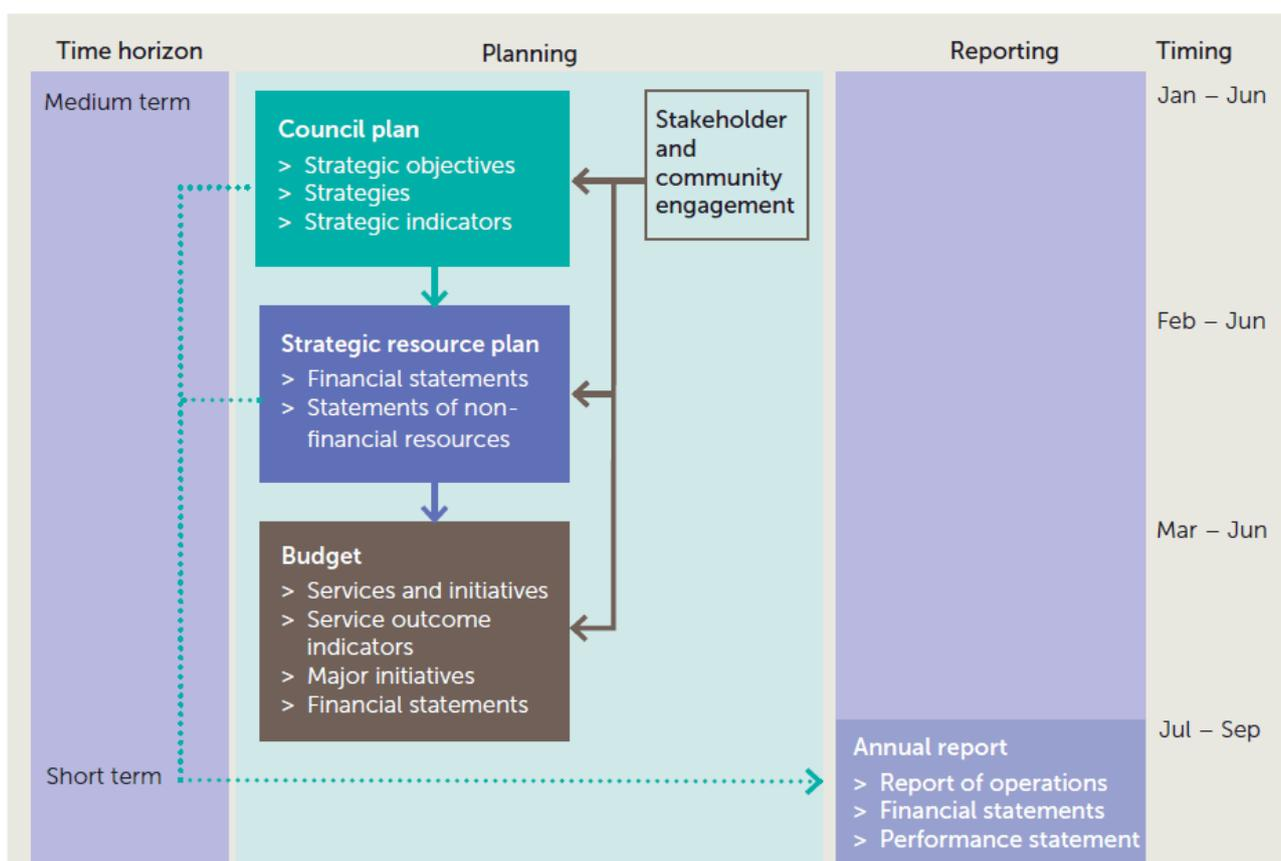 Time horizon
Planning
Reporting
Timing
Medium term
Council plan
> Strategic objectives
> Strategies
> Strategic indicators
Stakeholder
and
community
engagement
Jan – Jun
Strategic resource plan
> Financial statements
> Statements of non-
financial resources
Feb – Jun
Budget
> Services and initiatives
> Service outcome
indicators
> Major initiatives
> Financial statements
Mar – Jun
Short term
Annual report
> Report of operations
> Financial statements
> Performance statement
Jul – Sep